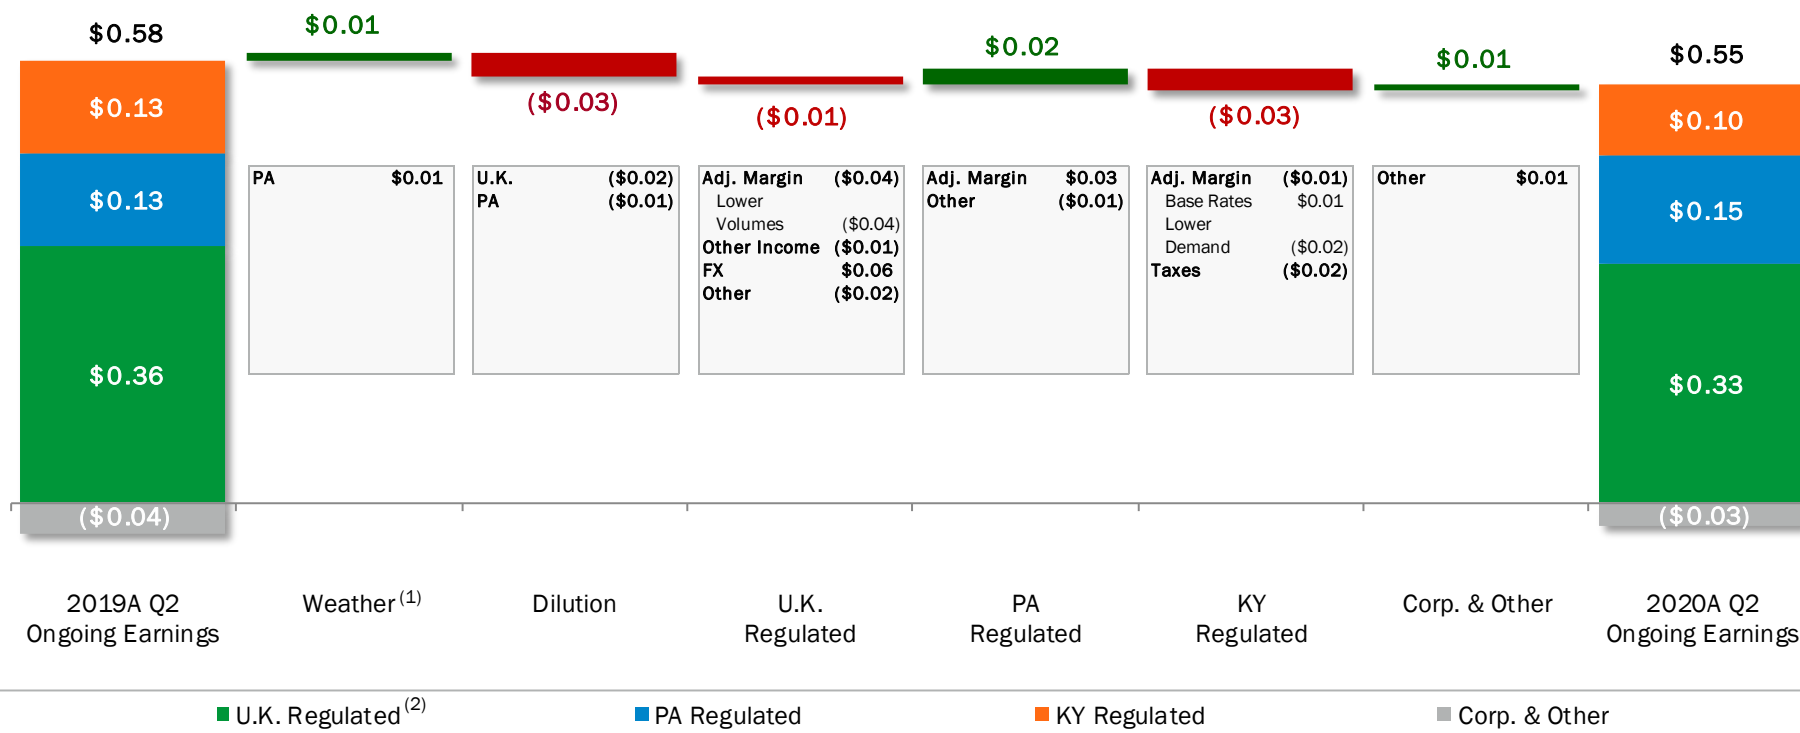 $0.58
$0.01
($0.03)
($0.01)
$0.02
($0.03)
$0.01
$0.55
$0.13
$0.13
$0.36
($0.04)
PA $0.01
U.K. ($0.02)
PA ($0.01)
Adj. Margin ($0.04)
Lower
Volumes ($0.04)
Other Income ($0.01)
FX $0.06
Other ($0.02)
Adj. Margin $0.03
Other ($0.01)
Adj. Margin ($0.01)
Base Rates $0.01
Lower
Demand ($0.02)
Taxes ($0.02)
Other $0.01
$0.10
$0.15
$0.33
($0.03)
2019A Q2
Ongoing Earnings
Weather (1)
Dilution
U.K.
Regulated
PA
Regulated
KY
Regulated
Corp. & Other
2020A Q2
Ongoing Earnings
U.K. Regulated (2)
PA Regulated
KY Regulated
Corp. & Other